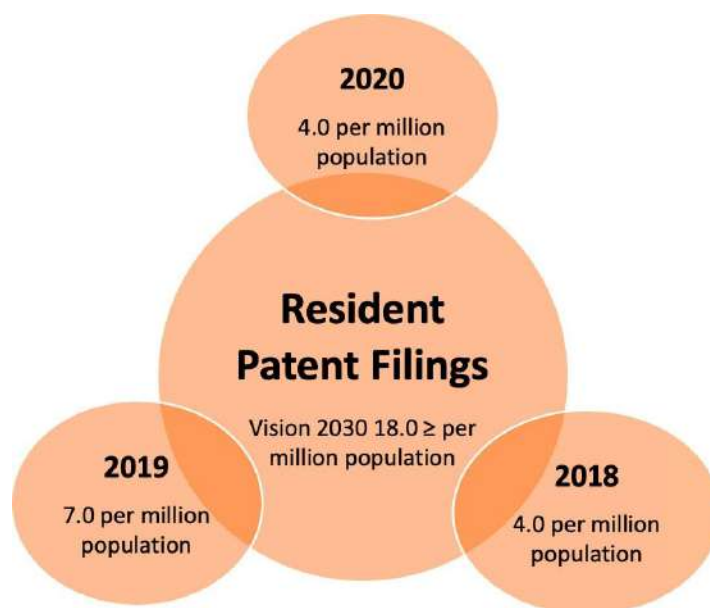 2020
4.0 per million
population
Resident
Patent Filings
Vision 2030 18.0 ≥ per
million population
2019
7.0 per million
population
2018
4.0 per million
population